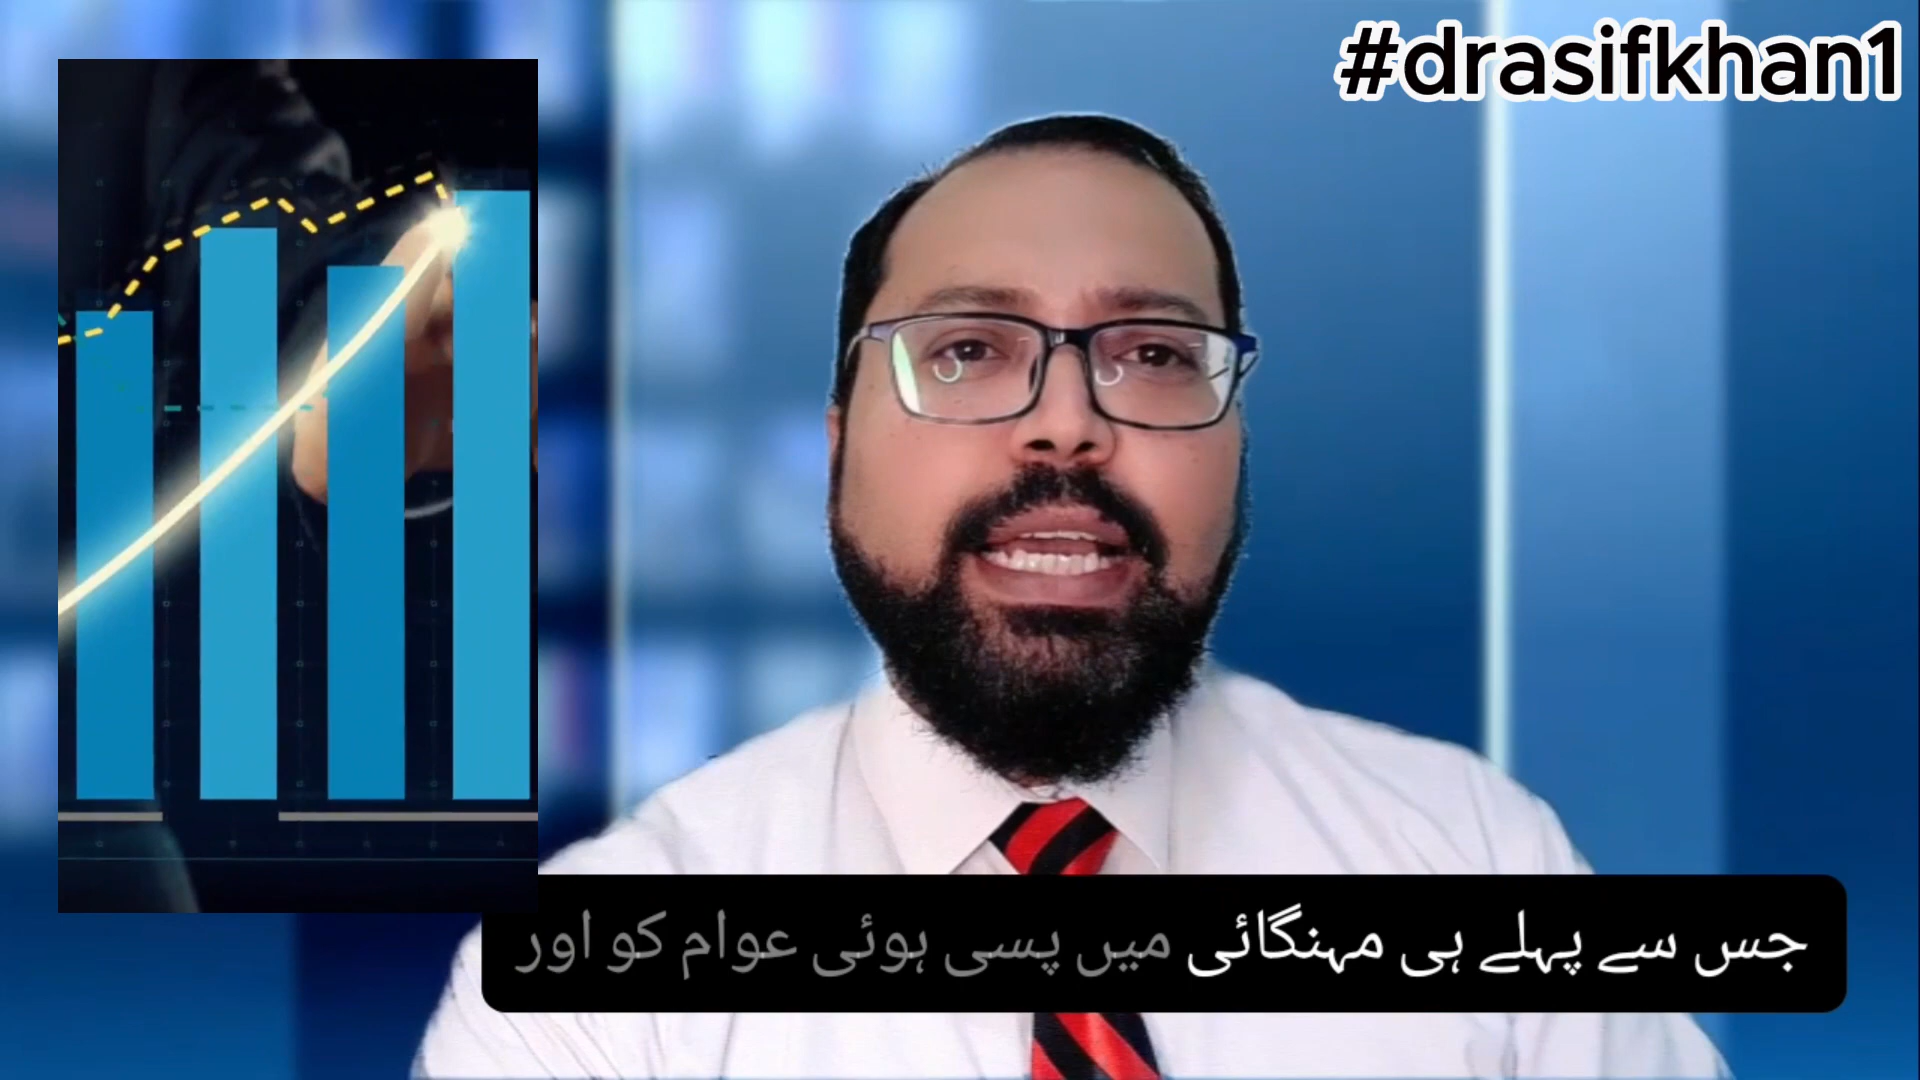 #drasifkhan1
جس سے پہلے ہی مہنگائی میں پسی ہوئی عوام کو اور